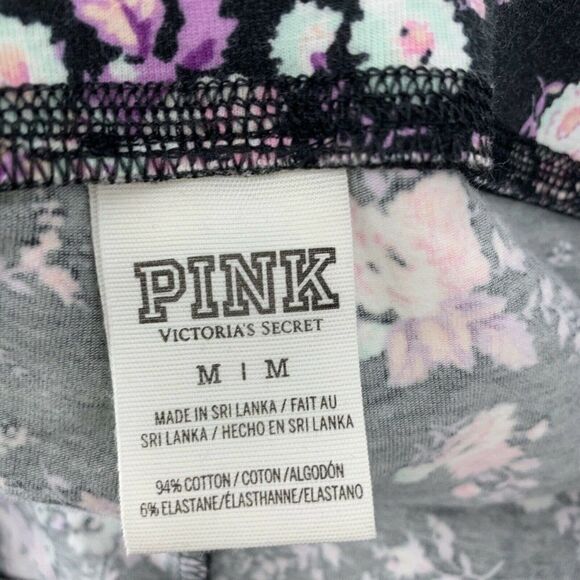 PINK
VICTORIA'S SECRET
M | M
MADE IN SRI LANKA / FAIT AU
SRI LANKA / HECHO EN SRI LANKA
94% COTTON / COTON /ALGODÓN
6% ELASTANE/ÉLASTHANNE/ELASTANO